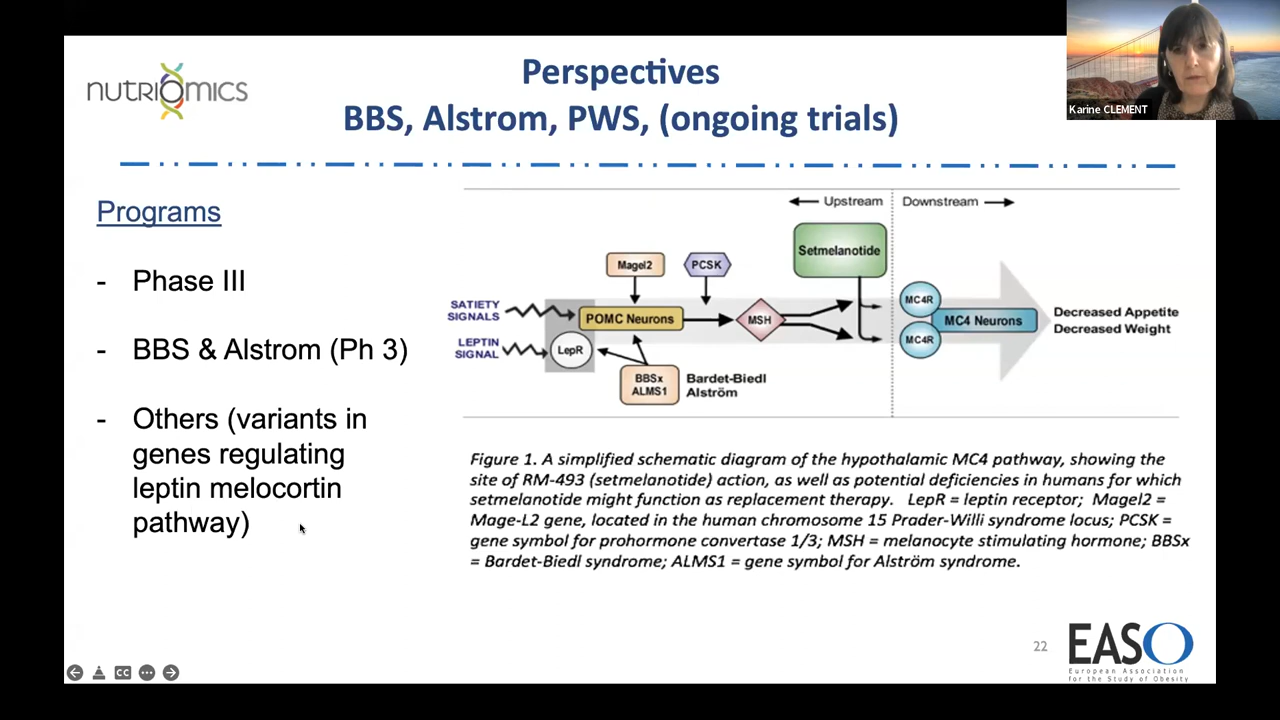 nutriomics
Perspectives
BBS, Alstrom, PWS, (ongoing trials)
Karine CLEMENT
Programs
- Phase III
- BBS & Alstrom (Ph 3)
- Others (variants in
genes regulating
leptin melocortin
pathway)
Upstream
Downstream
Setmelanotide
Magel2
PCSK
SATIETY
SIGNALS
POMC Neurons
MSH
MC4R
MC4 Neurons
MC4R
Decreased Appetite
Decreased Weight
LEPTIN
SIGNAL
LepR
BBSx
ALMS1
Bardet-Biedl
Alström
Figure 1. A simplified schematic diagram of the hypothalamic MC4 pathway, showing the
site of RM-493 (setmelanotide) action, as well as potential deficiencies in humans for which
setmelanotide might function as replacement therapy. LepR = leptin receptor; Magel2 =
Mage-L2 gene, located in the human chromosome 15 Prader-Willi syndrome locus; PCSK =
gene symbol for prohormone convertase 1/3; MSH = melanocyte stimulating hormone; BBSx
= Bardet-Biedl syndrome; ALMS1 = gene symbol for Alström syndrome.
22
EASO
European Association
for the Study of Obesity
CC